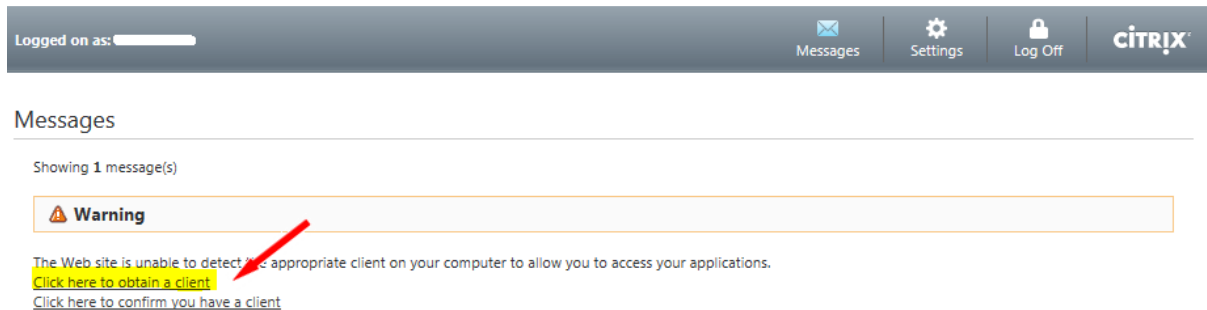 Logged on as:
Messages
Settings
Log Off
CİTRIX
Messages
Showing 1 message(s)
Warning
The Web site is unable to detect appropriate client on your computer to allow you to access your applications.
Click here to obtain a client
Click here to confirm you have a client